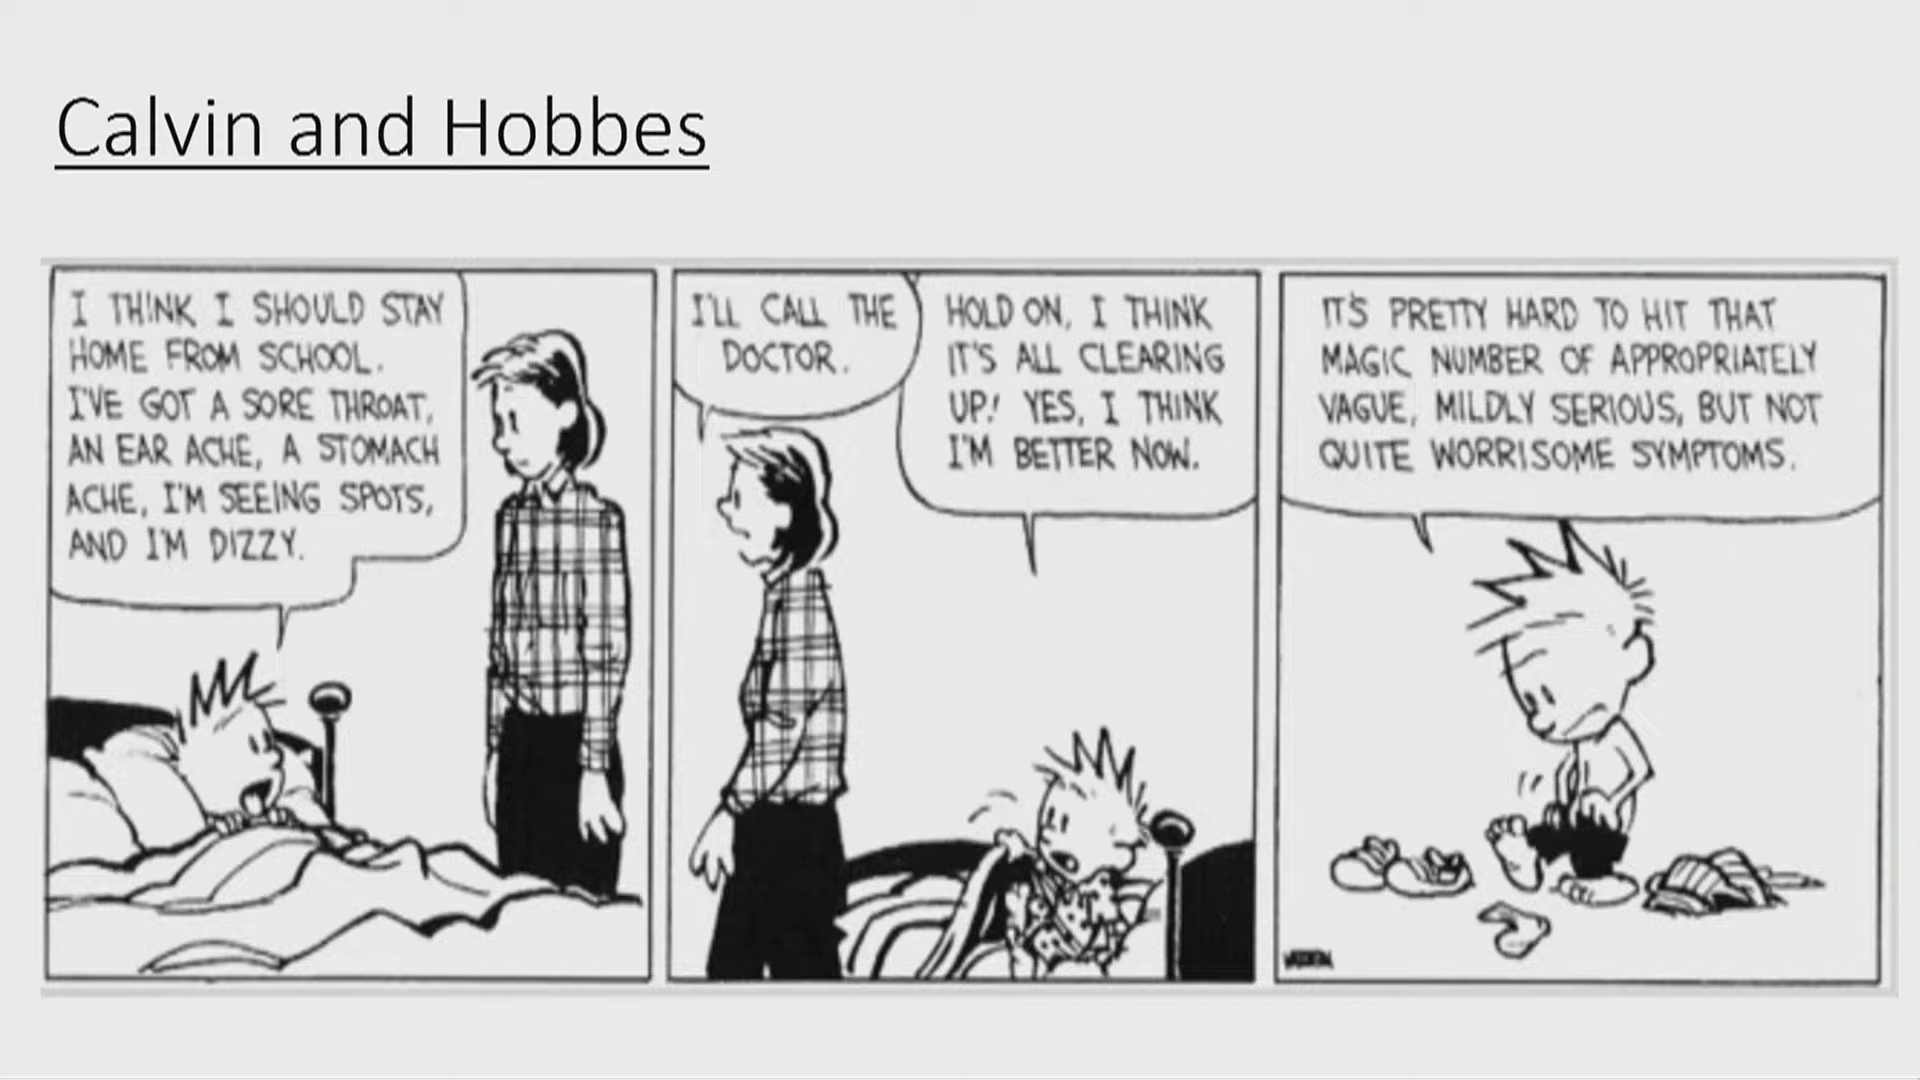 Calvin and Hobbes
I THINK I SHOULD STAY
HOME FROM SCHOOL.
I'VE GOT A SORE THROAT,
AN EAR ACHE, A STOMACH
ACHE, I'M SEEING SPOTS,
AND I'M DIZZY.
I'LL CALL THE
DOCTOR.
HOLD ON, I THINK
IT'S ALL CLEARING
UP! YES, I THINK
I'M BETTER NOW.
IT'S PRETTY HARD TO HIT THAT
MAGIC NUMBER OF APPROPRIATELY
VAGUE, MILDLY SERIOUS, BUT NOT
QUITE WORRISOME SYMPTOMS.